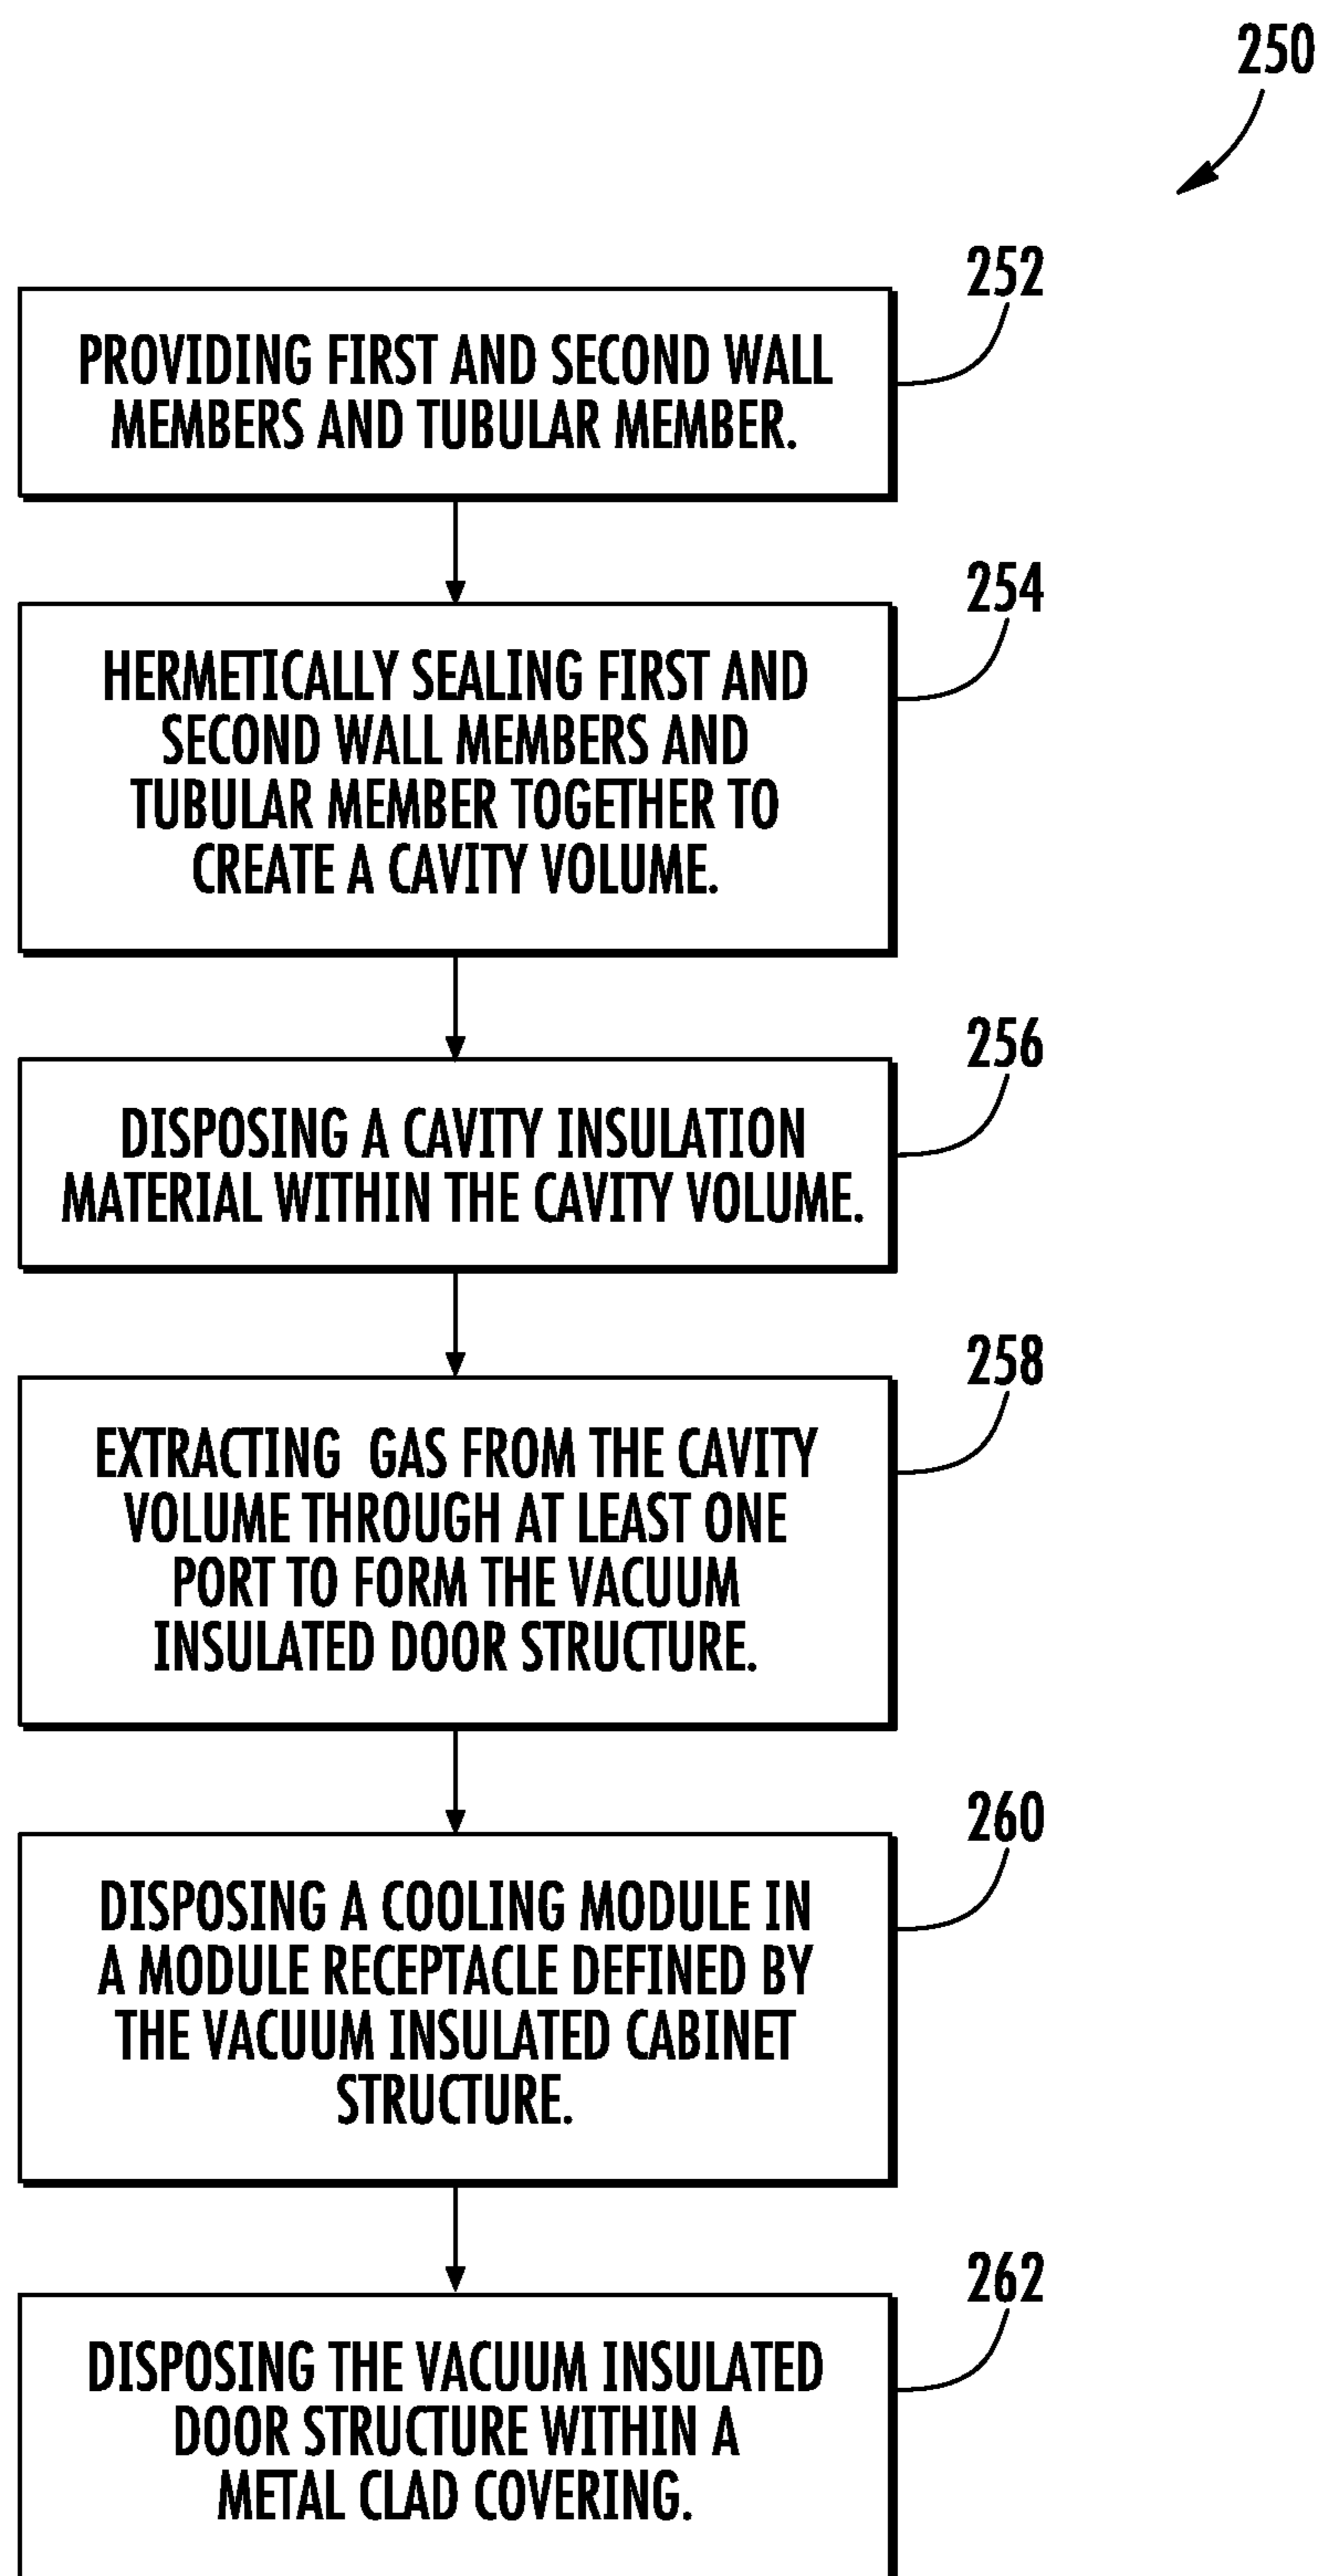 250
252
PROVIDING FIRST AND SECOND WALL
MEMBERS AND TUBULAR MEMBER.
254
HERMETICALLY SEALING FIRST AND
SECOND WALL MEMBERS AND
TUBULAR MEMBER TOGETHER TO
CREATE A CAVITY VOLUME.
256
DISPOSING A CAVITY INSULATION
MATERIAL WITHIN THE CAVITY VOLUME.
258
EXTRACTING GAS FROM THE CAVITY
VOLUME THROUGH AT LEAST ONE
PORT TO FORM THE VACUUM
INSULATED DOOR STRUCTURE.
260
DISPOSING A COOLING MODULE IN
A MODULE RECEPTACLE DEFINED BY
THE VACUUM INSULATED CABINET
STRUCTURE.
262
DISPOSING THE VACUUM INSULATED
DOOR STRUCTURE WITHIN A
METAL CLAD COVERING.